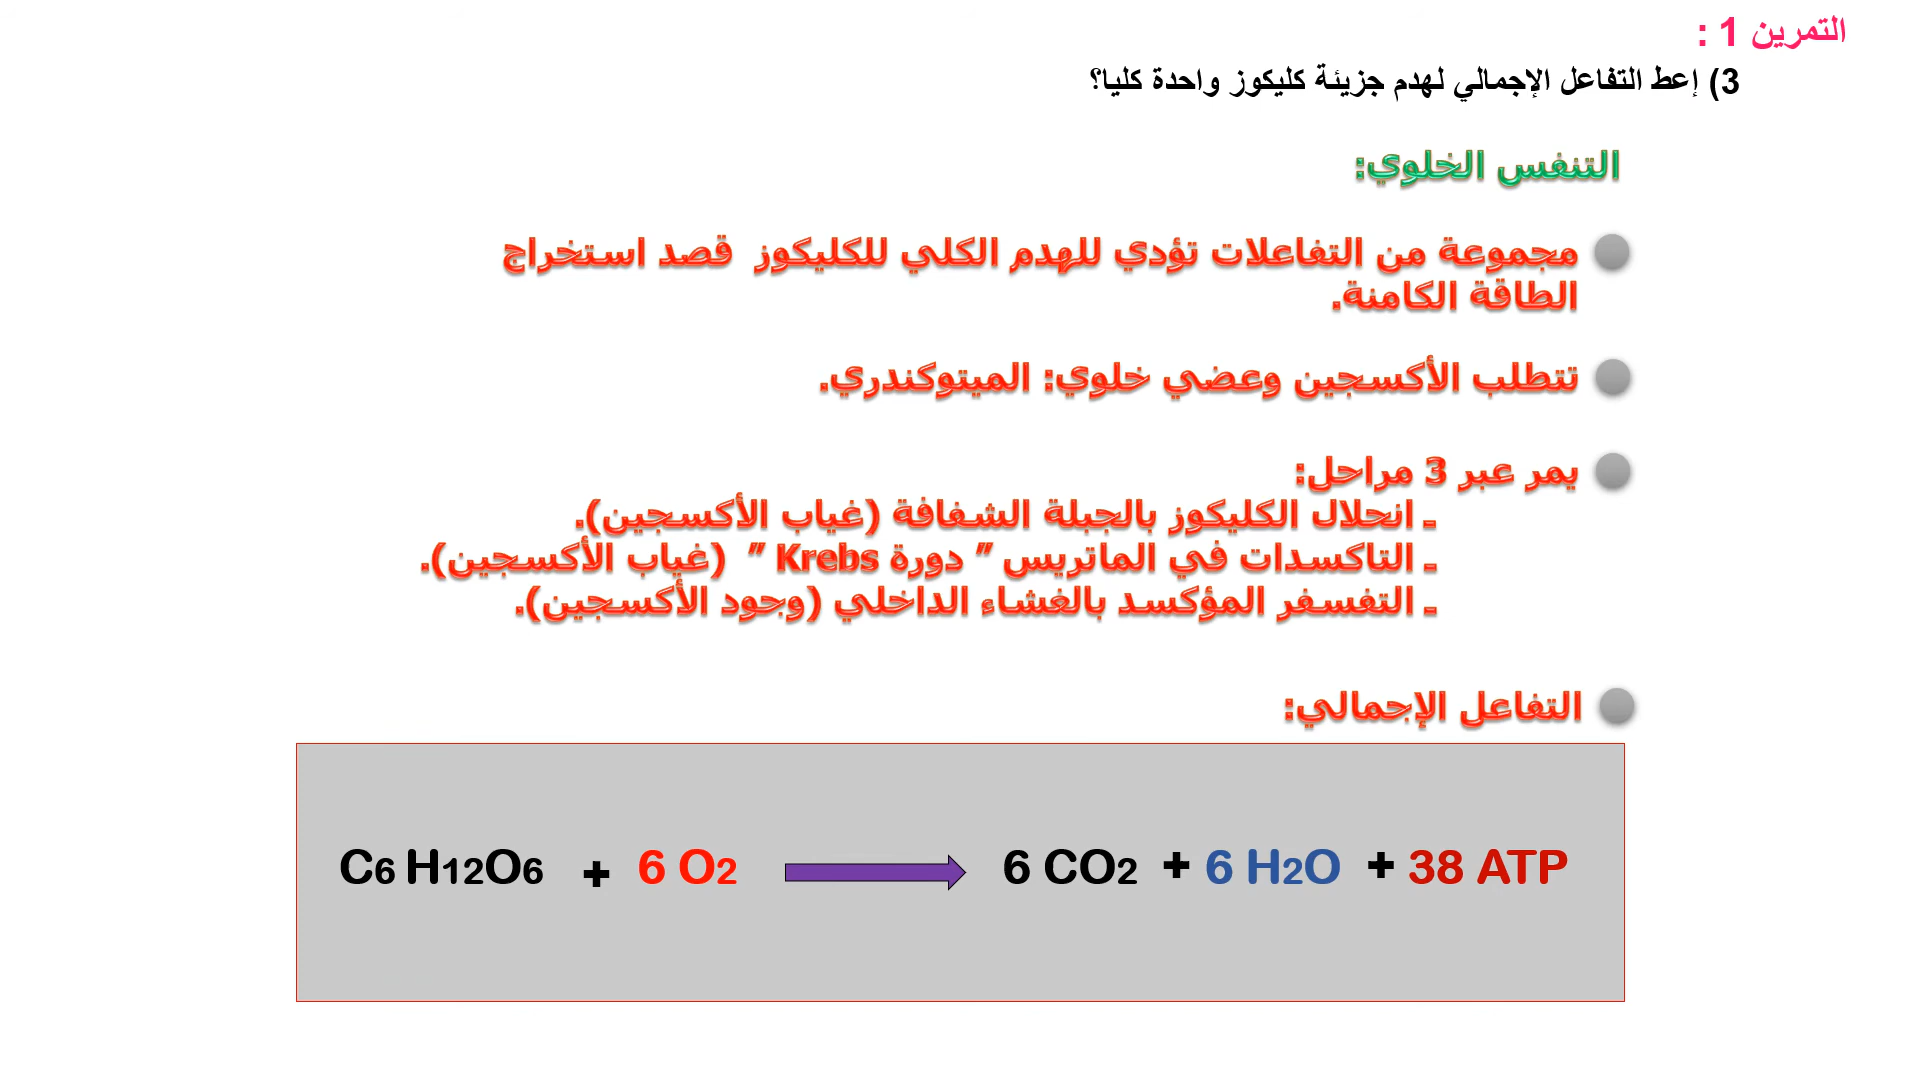 التمرين 1 :
3) إعط التفاعل الإجمالي لهدم جزيئة كليكوز واحدة كليا؟
التنفس الخلوي:
مجموعة من التفاعلات تؤدي للهدم الكلي للكليكوز قصد استخراج
الطاقة الكامنة.
تتطلب الأكسجين وعضي خلوي: الميتوكندري.
يمر عبر 3 مراحل:
ـ انحلال الكليكوز بالجبلة الشفافة (غياب الأكسجين).
ـ التاكسدات في الماتريس ” دورة Krebs ” (غياب الأكسجين).
ـ التفسفر المؤكسد بالغشاء الداخلي (وجود الأكسجين).
التفاعل الإجمالي:
C6 H12O6 + 6 O2 6 CO2 + 6 H2O + 38 ATP